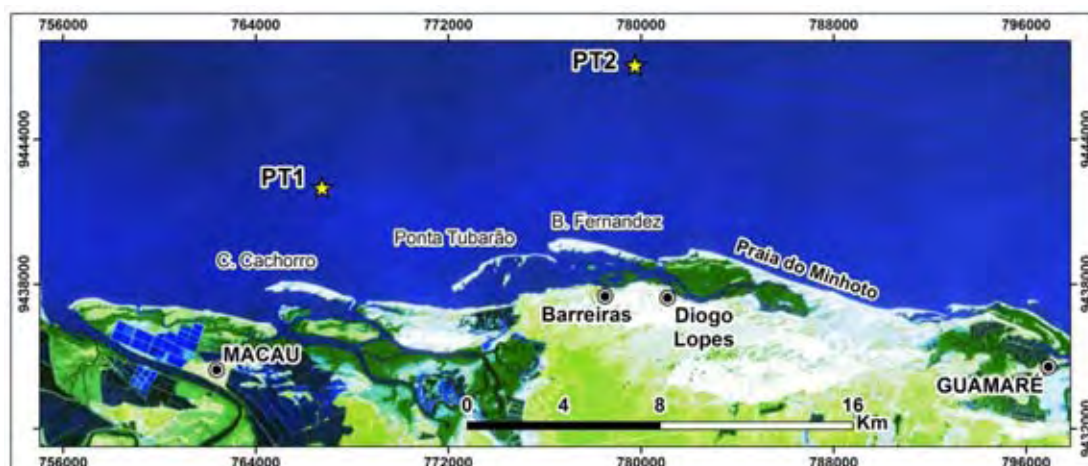 756000 764000 772000 780000 788000 796000
PT2
9444000 9444000
PT1
B. Fernandez
Ponta Tubarão
Praia do Minhoto
C. Cachorro
9438000 9438000
Barreiras
Diogo
Lopes
MACAU
GUAMARÉ
0 4 8 16
Km
9432000
756000 764000 772000 780000 788000 796000